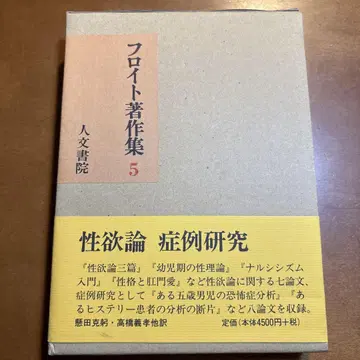 フロイト著作集 5
人文書院
性欲論 症例研究
『性欲論三篇』『幼児期の性理論』『ナルシシズム
入門』『性格と肛門愛』など性欲論に関する七論文、
症例研究として『ある五歳男児の恐怖症分析』『あ
るヒステリー患者の分析の断片』など八論文を収録。
懸田克躬・高橋義孝他訳
定価(本体4500円+税)